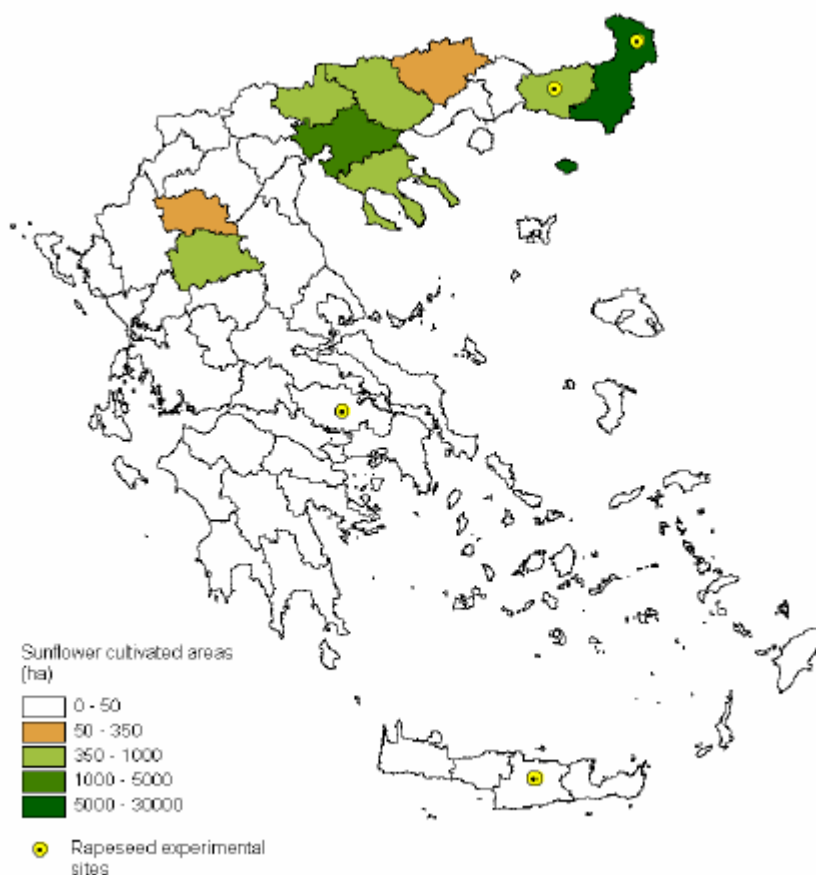 Sunflower cultivated areas
(ha)
0 - 50
50 - 350
350 - 1000
1000 - 5000
5000 - 30000
Rapeseed experimental
sites